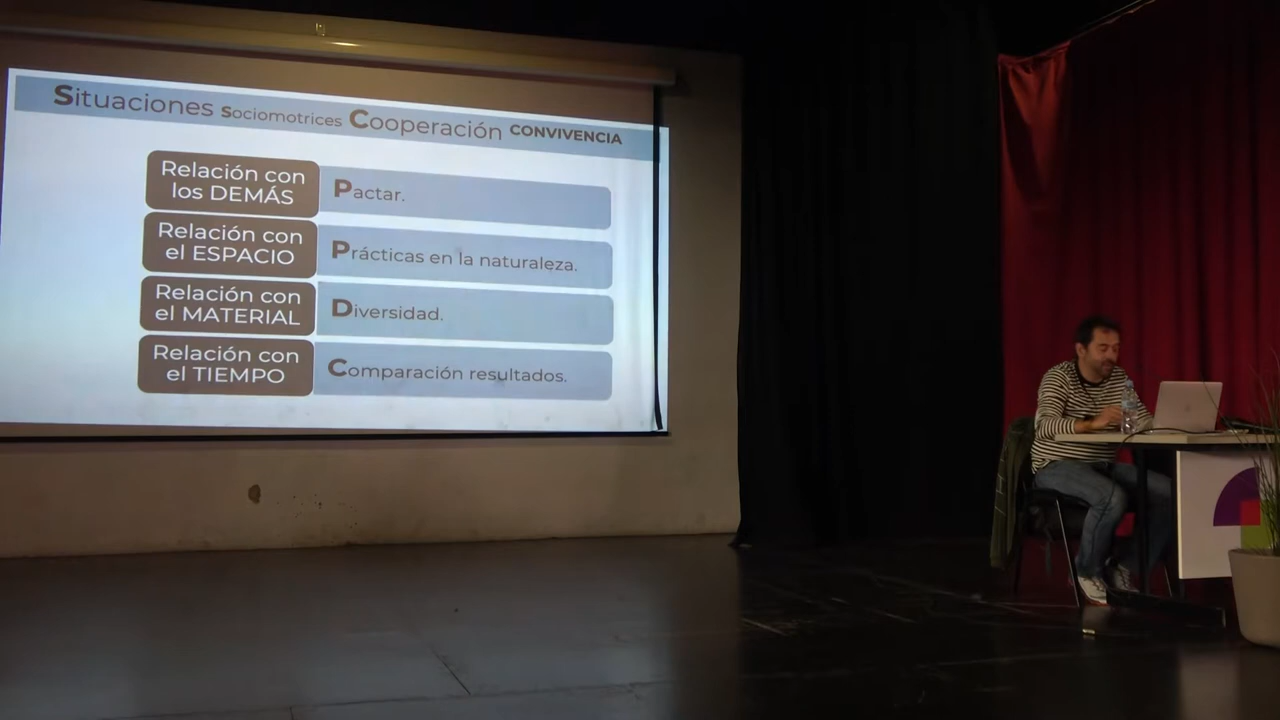 Situaciones Sociomotrices Cooperación CONVIVENCIA
Relación con
los DEMÁS
Pactar.
Relación con
el ESPACIO
Prácticas en la naturaleza.
Relación con
el MATERIAL
Diversidad.
Relación con
el TIEMPO
Comparación resultados.